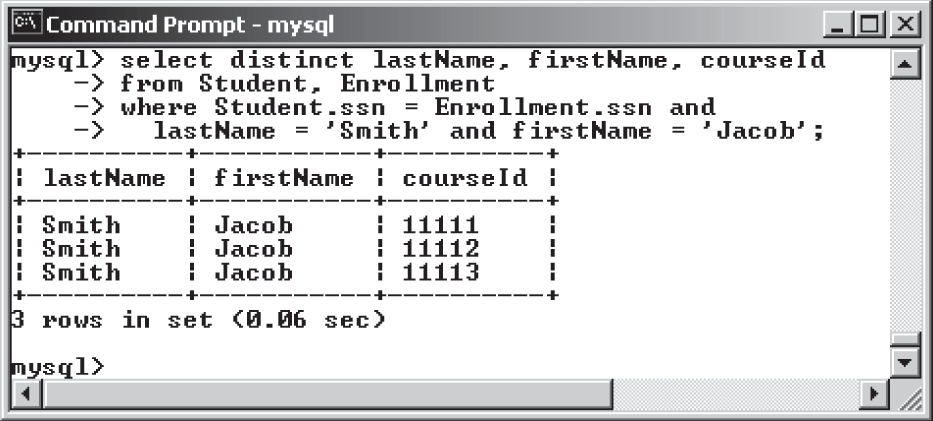 Command Prompt - mysql
mysql> select distinct lastName, firstName, courseId
    -> from Student, Enrollment
    -> where Student.ssn = Enrollment.ssn and
    ->   lastName = 'Smith' and firstName = 'Jacob';
+----------+-----------+----------+
| lastName | firstName | courseId |
+----------+-----------+----------+
| Smith    | Jacob     | 11111    |
| Smith    | Jacob     | 11112    |
| Smith    | Jacob     | 11113    |
+----------+-----------+----------+
3 rows in set (0.06 sec)
mysql>